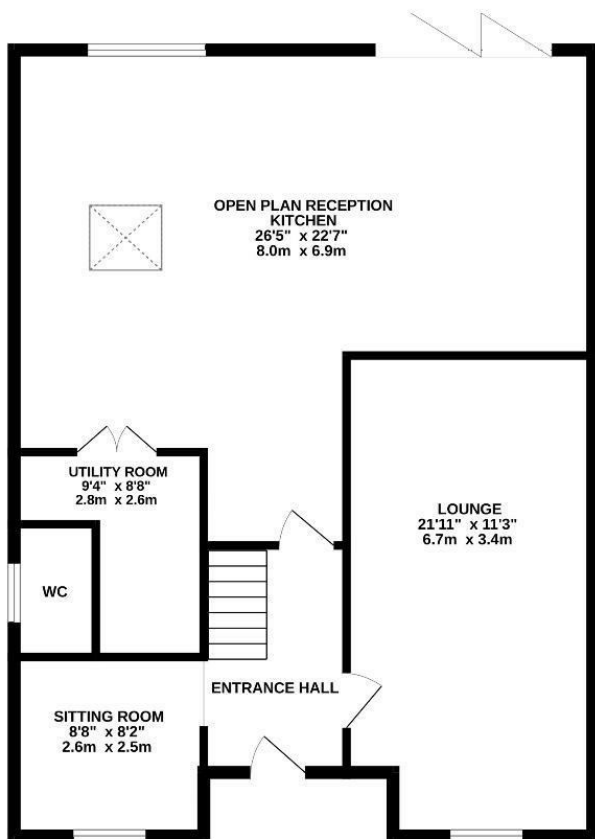 OPEN PLAN RECEPTION
KITCHEN
26'5" x 22'7"
8.0m x 6.9m
UTILITY ROOM
9'4" x 8'8"
2.8m x 2.6m
LOUNGE
21'11" x 11'3"
6.7m x 3.4m
WC
ENTRANCE HALL
SITTING ROOM
8'8" x 8'2"
2.6m x 2.5m